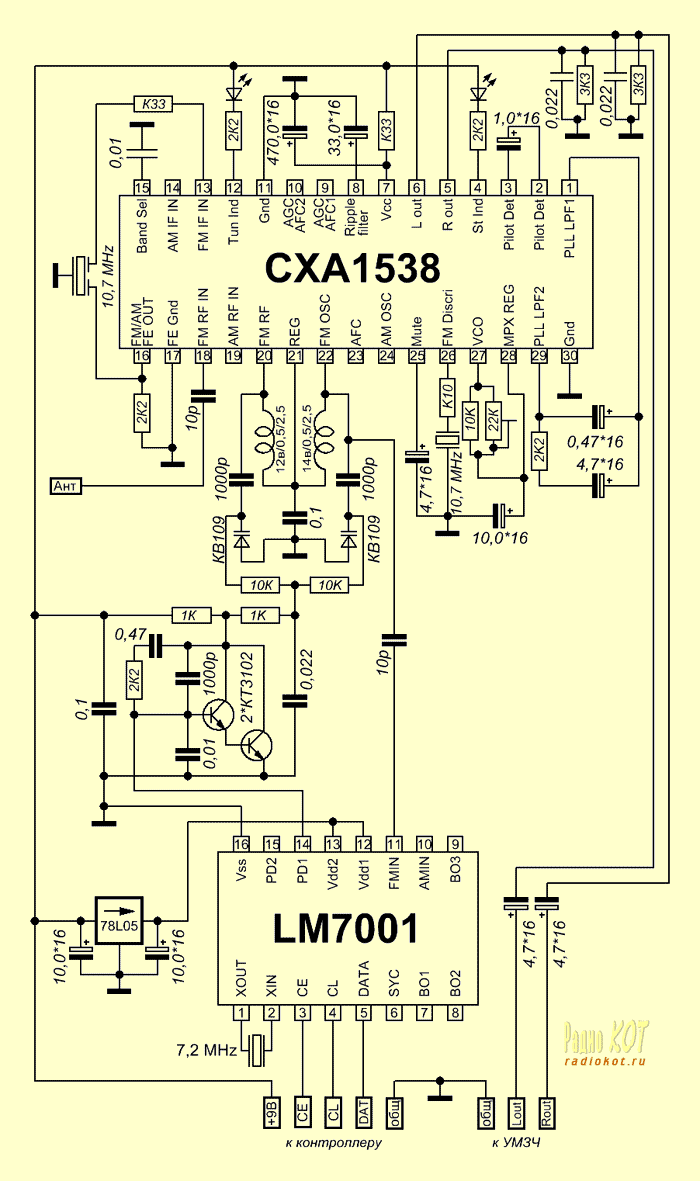 K33
2K2
470,0*16
33,0*16
K33
2K2
1,0*16
0,022
3K3
0,022
3K3
0,01
15 14 13 12 11 10 9 8 7 6 5 4 3 2 1
Band Sel
AM IF IN
FM IF IN
Tun Ind
Gnd
AGC AFC2
AGC AFC1
Ripple filter
Vcc
L out
R out
St Ind
Pilot Det
Pilot Det
PLL LPF1
CXA1538
10,7 MHz
FM/AM FE OUT
FE Gnd
FM RF IN
AM RF IN
FM RF
REG
FM OSC
AFC
AM OSC
Mute
FM Discri
VCO
MPX REG
PLL LPF2
Gnd
16 17 18 19 20 21 22 23 24 25 26 27 28 29 30
2K2
10p
12в/0,5/2,5
14в/0,5/2,5
K10
10K
22K
2K2
0,47*16
4,7*16
Ант
1000p
1000p
4,7*16
10,7 MHz
10,0*16
0,1
КВ109
КВ109
10K
10K
1K
1K
0,47
2K2
1000p
2*КТ3102
0,022
10p
0,1
0,01
16 15 14 13 12 11 10 9
Vss
PD2
PD1
Vdd2
Vdd1
FMIN
AMIN
BO3
LM7001
78L05
10,0*16
10,0*16
4,7*16
4,7*16
XOUT
XIN
CE
CL
DATA
SYC
BO1
BO2
1 2 3 4 5 6 7 8
7,2 MHz
Радио КОТ
radiokot.ru
+9В
CE
CL
DAT
общ
общ
Lout
Rout
к контроллеру
к УМЗЧ